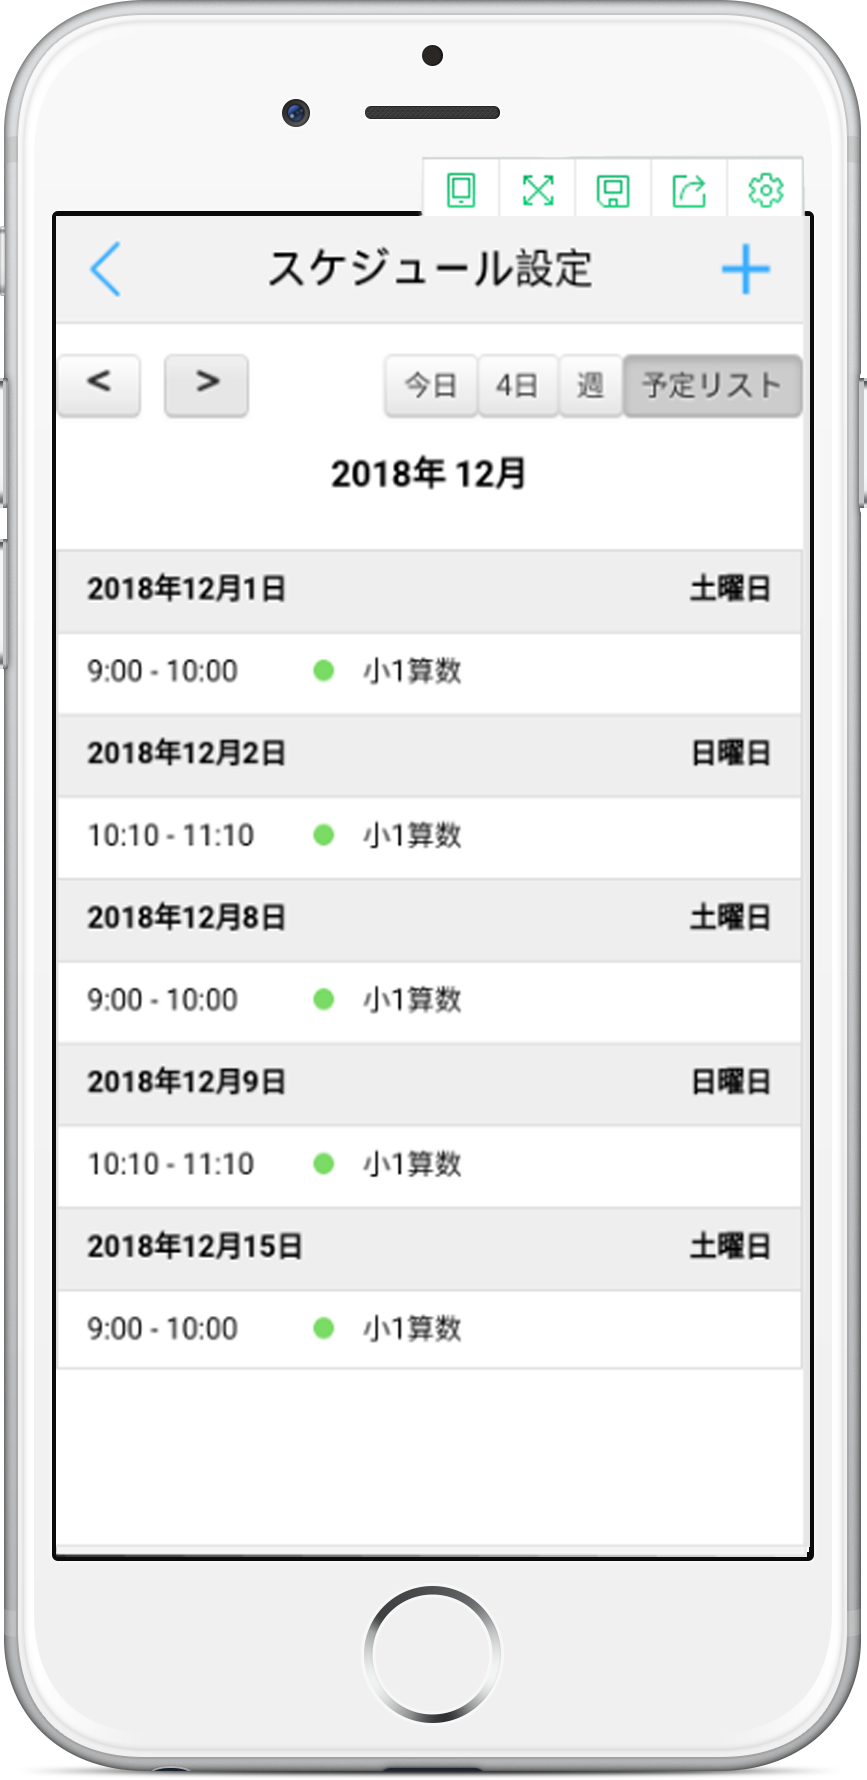 スケジュール設定
< > 今日 4日 週 予定リスト
2018年 12月
2018年12月1日 土曜日
9:00 - 10:00 小1算数
2018年12月2日 日曜日
10:10 - 11:10 小1算数
2018年12月8日 土曜日
9:00 - 10:00 小1算数
2018年12月9日 日曜日
10:10 - 11:10 小1算数
2018年12月15日 土曜日
9:00 - 10:00 小1算数